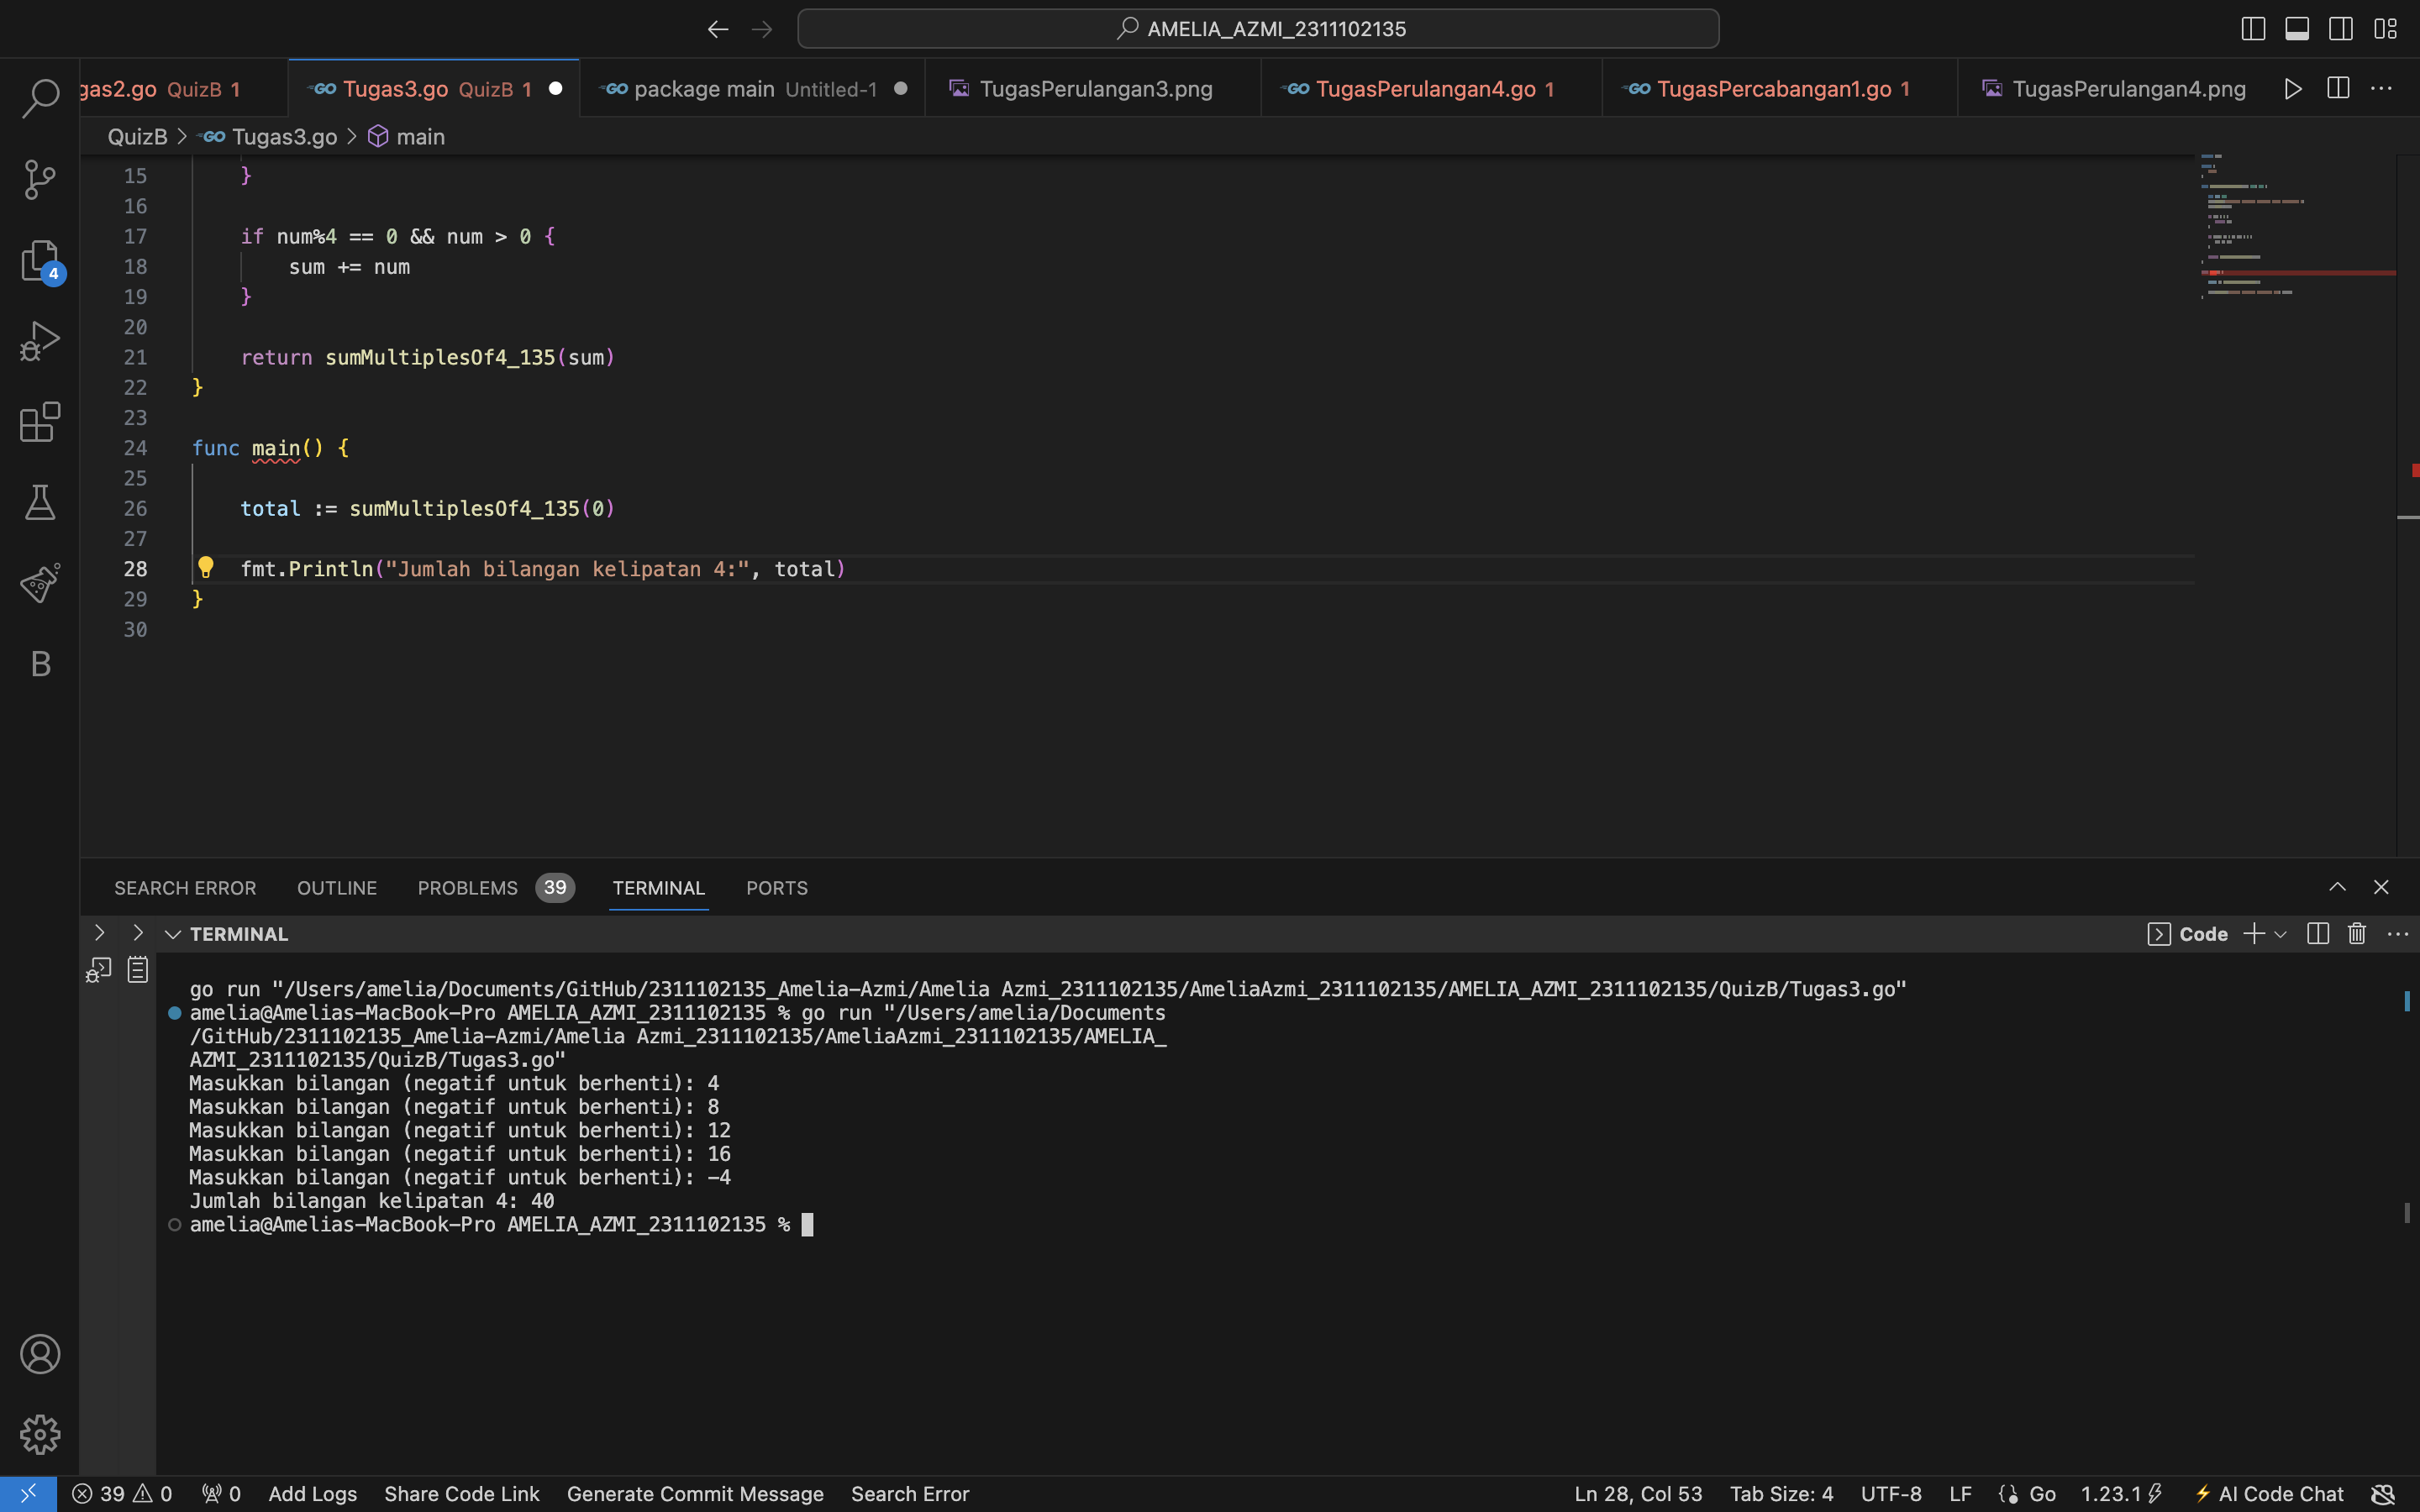 AMELIA_AZMI_2311102135
gas2.go QuizB 1
GO Tugas3.go QuizB 1
GO package main Untitled-1
TugasPerulangan3.png
GO TugasPerulangan4.go 1
GO TugasPercabangan1.go 1
TugasPerulangan4.png
QuizB > GO Tugas3.go > main
15 }
16
17 if num%4 == 0 && num > 0 {
18 sum += num
19 }
20
21 return sumMultiplesOf4_135(sum)
22 }
23
24 func main() {
25
26 total := sumMultiplesOf4_135(0)
27
28 fmt.Println("Jumlah bilangan kelipatan 4:", total)
29 }
30
4
B
SEARCH ERROR OUTLINE PROBLEMS 39 TERMINAL PORTS
TERMINAL
Code
go run "/Users/amelia/Documents/GitHub/2311102135_Amelia-Azmi/Amelia Azmi_2311102135/AmeliaAzmi_2311102135/AMELIA_AZMI_2311102135/QuizB/Tugas3.go"
amelia@Amelias-MacBook-Pro AMELIA_AZMI_2311102135 % go run "/Users/amelia/Documents
/GitHub/2311102135_Amelia-Azmi/Amelia Azmi_2311102135/AmeliaAzmi_2311102135/AMELIA_
AZMI_2311102135/QuizB/Tugas3.go"
Masukkan bilangan (negatif untuk berhenti): 4
Masukkan bilangan (negatif untuk berhenti): 8
Masukkan bilangan (negatif untuk berhenti): 12
Masukkan bilangan (negatif untuk berhenti): 16
Masukkan bilangan (negatif untuk berhenti): -4
Jumlah bilangan kelipatan 4: 40
amelia@Amelias-MacBook-Pro AMELIA_AZMI_2311102135 %
39 0 0 Add Logs Share Code Link Generate Commit Message Search Error Ln 28, Col 53 Tab Size: 4 UTF-8 LF Go 1.23.1 AI Code Chat